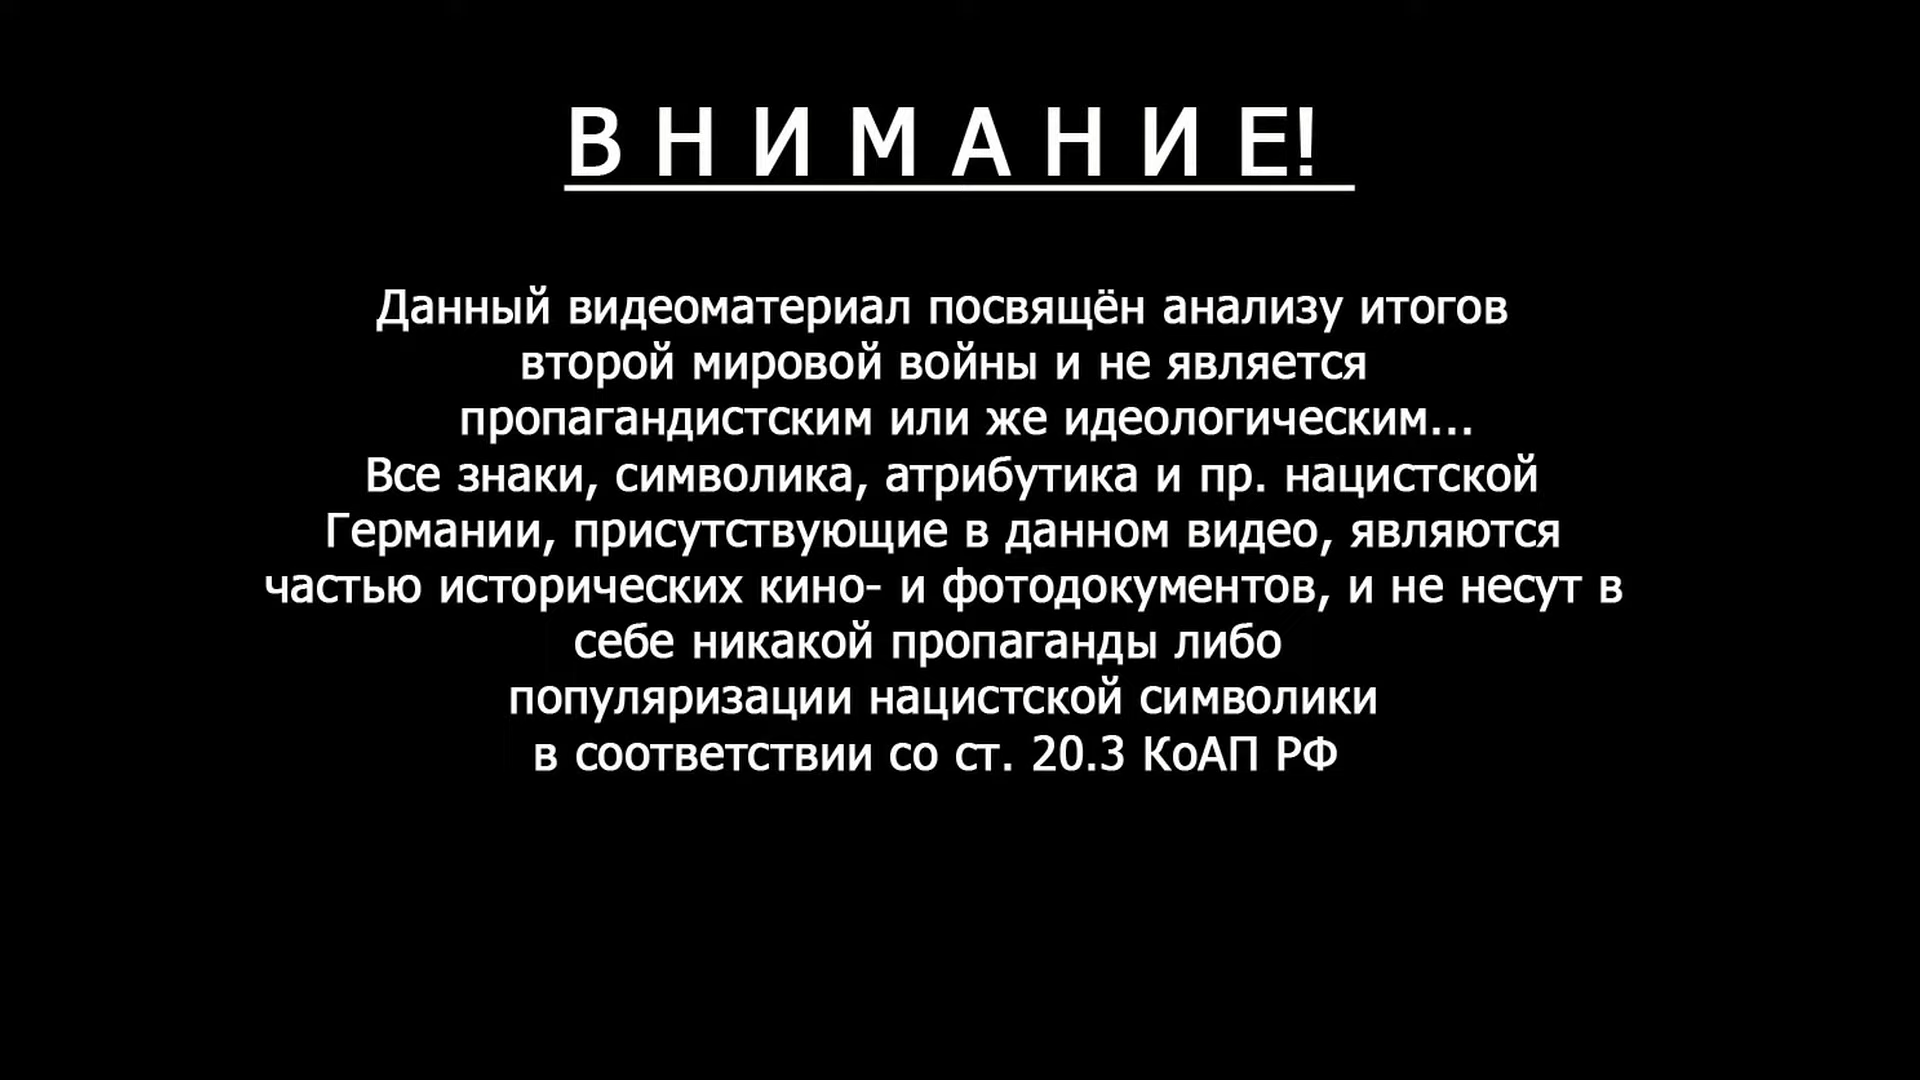 В Н И М А Н И Е!
Данный видеоматериал посвящён анализу итогов
второй мировой войны и не является
пропагандистским или же идеологическим...
Все знаки, символика, атрибутика и пр. нацистской
Германии, присутствующие в данном видео, являются
частью исторических кино- и фотодокументов, и не несут в
себе никакой пропаганды либо
популяризации нацистской символики
в соответствии со ст. 20.3 КоАП РФ